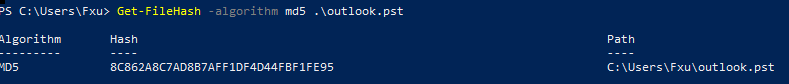 PS C:\Users\Fxu> Get-FileHash -algorithm md5 .\outlook.pst
Algorithm Hash Path
--------- ---- ----
MD5 8C862A8C7AD8B7AFF1DF4D44FBF1FE95 C:\Users\Fxu\outlook.pst